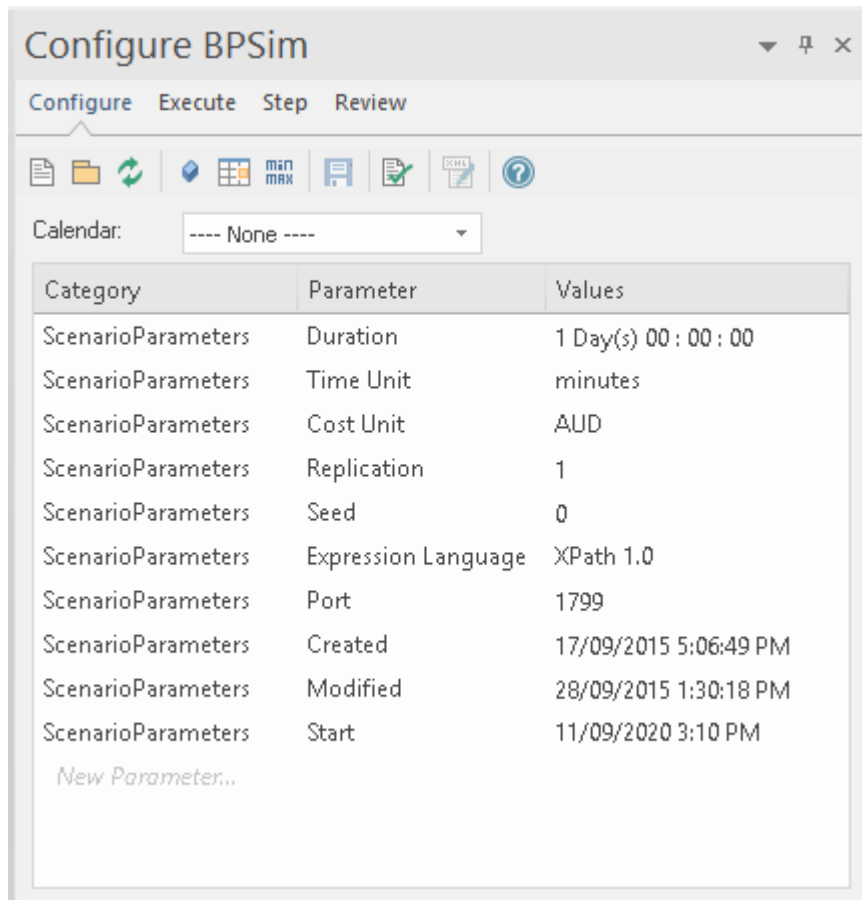 Configure BPSim
Configure Execute Step Review
min
max
XML
Calendar: ---- None ----
Category Parameter Values
ScenarioParameters Duration 1 Day(s) 00 : 00 : 00
ScenarioParameters Time Unit minutes
ScenarioParameters Cost Unit AUD
ScenarioParameters Replication 1
ScenarioParameters Seed 0
ScenarioParameters Expression Language XPath 1.0
ScenarioParameters Port 1799
ScenarioParameters Created 17/09/2015 5:06:49 PM
ScenarioParameters Modified 28/09/2015 1:30:18 PM
ScenarioParameters Start 11/09/2020 3:10 PM
New Parameter...